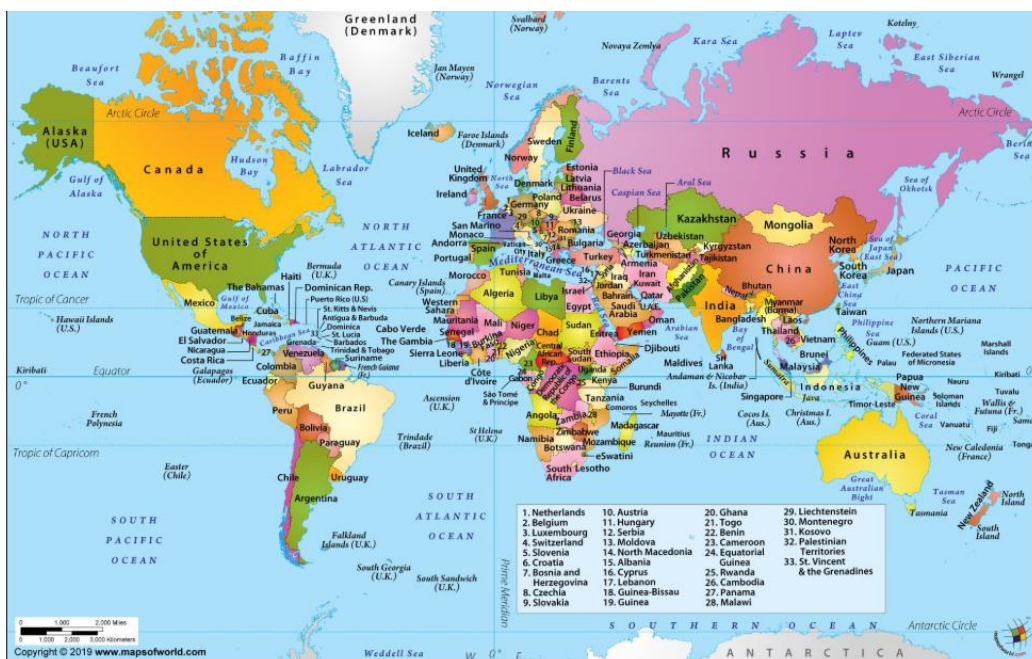 Greenland
(Denmark)
Svalbard
(Norway)
Kotelny
Kara Sea
Laptev
Sea
East Siberian
Sea
Novaya Zemlya
Wrangel
Baffin
Bay
Beaufort
Sea
Jan Mayen
(Norway)
Norwegian
Sea
Barents
Sea
Arctic Circle
Arctic Circle
Alaska
(USA)
Iceland
Faroe Islands
(Denmark)
Sweden
Finland
Norway
Russia
Gulf of
Alaska
Canada
Hudson
Bay
Labrador
Sea
United
Kingdom
North
Sea
Ireland
Denmark
Estonia
Latvia
Lithuania
Belarus
Poland
Germany
Black Sea
Caspian Sea
Aral Sea
Sea of
Okhotsk
France
Ukraine
San Marino
Monaco
Andorra
Spain
Portugal
Vatican
City
Italy
Romania
Bulgaria
Greece
Malta
Turkey
Georgia
Azerbaijan
Armenia
Kazakhstan
Uzbekistan
Turkmenistan
Kyrgyzstan
Tajikistan
Mongolia
China
North
Korea
South
Korea
Sea of
Japan
(East Sea)
Japan
NORTH
PACIFIC
OCEAN
United States
of
America
NORTH
ATLANTIC
OCEAN
PACIFIC
OCEAN
Mediterranean Sea
Bermuda (U.K.)
Canary Islands
(Spain)
Morocco
Tunisia
Algeria
Libya
Egypt
Israel
Syria
Iraq
Jordan
Iran
Kuwait
Bahrain
Qatar
U.A.E.
Saudi
Arabia
Oman
Yemen
Afghanistan
Pakistan
India
Nepal
Bhutan
Bangladesh
Myanmar
(Burma)
Laos
Thailand
Vietnam
East
China
Sea
Taiwan
Tropic of Cancer
Tropic of Cancer
Hawaii Islands
(U.S.)
Mexico
Gulf of
Mexico
The Bahamas
Cuba
Haiti
Dominican Rep.
Puerto Rico (U.S)
St. Kitts & Nevis
Antigua & Barbuda
Dominica
33 St. Lucia
Barbados
Grenada
Trinidad & Tobago
Belize
Jamaica
Guatemala
Honduras
El Salvador
Nicaragua
Costa Rica
Caribbean Sea
Western
Sahara
Mauritania
Mali
Niger
Chad
Sudan
Eritrea
Cabo Verde
Senegal
The Gambia
Sierra Leone
Liberia
Côte
d'Ivoire
Nigeria
Central
African
Rep.
South
Sudan
Ethiopia
Djibouti
Somalia
Arabian
Sea
Bay
of
Bengal
Sri
Lanka
Maldives
Andaman & Nicobar
Is. (India)
Philippines
Philippine
Sea
Northern Mariana
Islands (U.S.)
Guam (U.S.)
Palau
Federated States
of Micronesia
Marshall
Islands
Brunei
Malaysia
Singapore
Sumatra
Indonesia
Java
Timor-Leste
Papua
New
Guinea
Nauru
Kiribati
Solomon
Islands
Tuvalu
Wallis &
Futuna (Fr.)
Vanuatu
Fiji
Tonga
New Caledonia
(France)
Coral
Sea
Kiribati
Equator
Galapagos
(Ecuador)
Colombia
Venezuela
Suriname
French Guiana
(Fr.)
Guyana
Ecuador
Peru
Brazil
Bolivia
Paraguay
Chile
Uruguay
Argentina
French
Polynesia
Tropic of Capricorn
Easter
(Chile)
Ascension
(U.K.)
St Helena
(U.K.)
Trindade
(Brazil)
São Tomé
& Principe
Gabon
Congo
Democratic
Republic of
the Congo
Uganda
Kenya
Burundi
Tanzania
Angola
Zambia
Zimbabwe
Namibia
Botswana
Mozambique
South
Africa
Lesotho
eSwatini
Madagascar
Comoros
Seychelles
Mayotte (Fr.)
Mauritius
Reunion (Fr.)
INDIAN
OCEAN
Cocos Is.
(Aus.)
Christmas I.
(Aus.)
Australia
Great
Australian
Bight
Tasmania
Tasman
Sea
New Zealand
North
Island
South
Island
SOUTH
PACIFIC
OCEAN
SOUTH
ATLANTIC
OCEAN
Falkland
Islands (U.K.)
South Georgia
(U.K.)
South Sandwich
(U.K.)
Prime Meridian
1. Netherlands
2. Belgium
3. Luxembourg
4. Switzerland
5. Slovenia
6. Croatia
7. Bosnia and
Herzegovina
8. Czechia
9. Slovakia
10. Austria
11. Hungary
12. Serbia
13. Moldova
14. North Macedonia
15. Albania
16. Cyprus
17. Lebanon
18. Guinea-Bissau
19. Guinea
20. Ghana
21. Togo
22. Benin
23. Cameroon
24. Equatorial
Guinea
25. Rwanda
26. Cambodia
27. Panama
28. Malawi
29. Liechtenstein
30. Montenegro
31. Kosovo
32. Palestinian
Territories
33. St. Vincent
& the Grenadines
0 1,000 2,000 Miles
0 1,000 2,000 3,000 Kilometers
Copyright © 2019 www.mapsofworld.com
Weddell Sea
W 0° E
SOUTHERN OCEAN
Antarctic Circle
ANTARCTICA